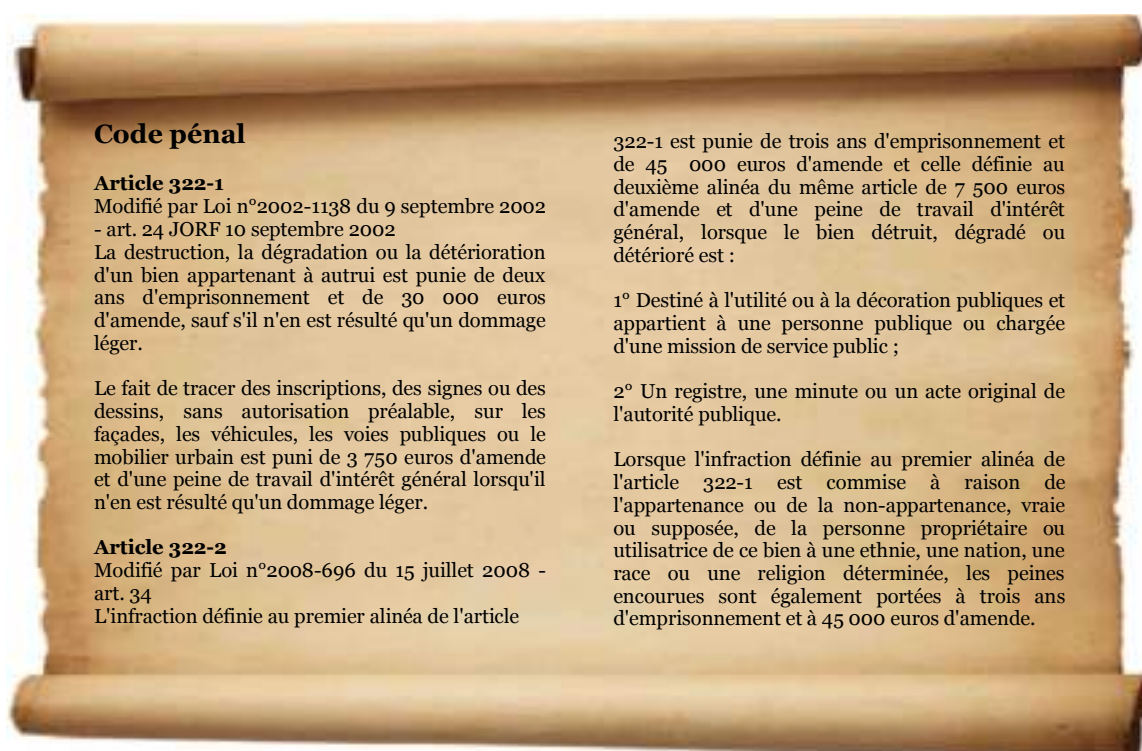 Code pénal
Article 322-1
Modifié par Loi n°2002-1138 du 9 septembre 2002
- art. 24 JORF 10 septembre 2002
La destruction, la dégradation ou la détérioration
d'un bien appartenant à autrui est punie de deux
ans d'emprisonnement et de 30 000 euros
d'amende, sauf s'il n'en est résulté qu'un dommage
léger.
Le fait de tracer des inscriptions, des signes ou des
dessins, sans autorisation préalable, sur les
façades, les véhicules, les voies publiques ou le
mobilier urbain est puni de 3 750 euros d'amende
et d'une peine de travail d'intérêt général lorsqu'il
n'en est résulté qu'un dommage léger.
Article 322-2
Modifié par Loi n°2008-696 du 15 juillet 2008 -
art. 34
L'infraction définie au premier alinéa de l'article
322-1 est punie de trois ans d'emprisonnement et
de 45 000 euros d'amende et celle définie au
deuxième alinéa du même article de 7 500 euros
d'amende et d'une peine de travail d'intérêt
général, lorsque le bien détruit, dégradé ou
détérioré est :
1° Destiné à l'utilité ou à la décoration publiques et
appartient à une personne publique ou chargée
d'une mission de service public ;
2° Un registre, une minute ou un acte original de
l'autorité publique.
Lorsque l'infraction définie au premier alinéa de
l'article 322-1 est commise à raison de
l'appartenance ou de la non-appartenance, vraie
ou supposée, de la personne propriétaire ou
utilisatrice de ce bien à une ethnie, une nation, une
race ou une religion déterminée, les peines
encourues sont également portées à trois ans
d'emprisonnement et à 45 000 euros d'amende.